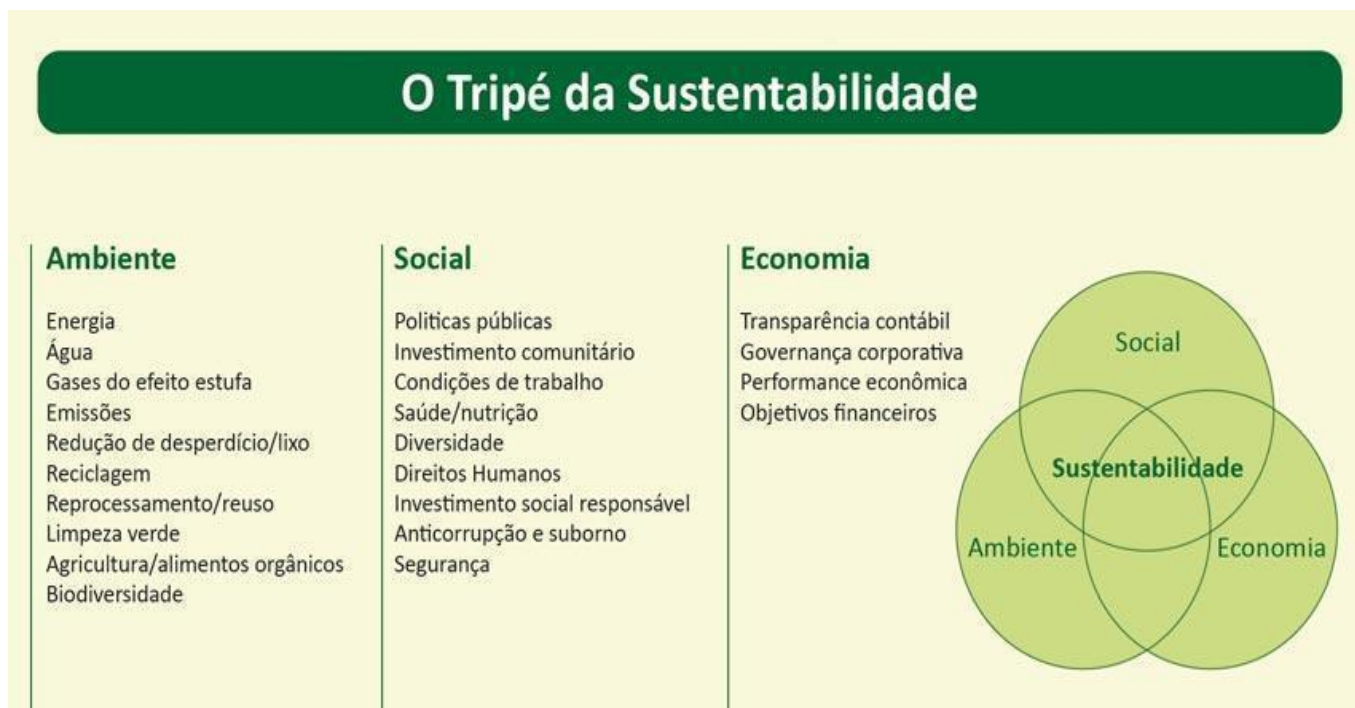 O Tripé da Sustentabilidade
Ambiente
Energia
Água
Gases do efeito estufa
Emissões
Redução de desperdício/lixo
Reciclagem
Reprocessamento/reuso
Limpeza verde
Agricultura/alimentos orgânicos
Biodiversidade
Social
Politicas públicas
Investimento comunitário
Condições de trabalho
Saúde/nutrição
Diversidade
Direitos Humanos
Investimento social responsável
Anticorrupção e suborno
Segurança
Economia
Transparência contábil
Governança corporativa
Performance econômica
Objetivos financeiros
Social
Sustentabilidade
Ambiente
Economia